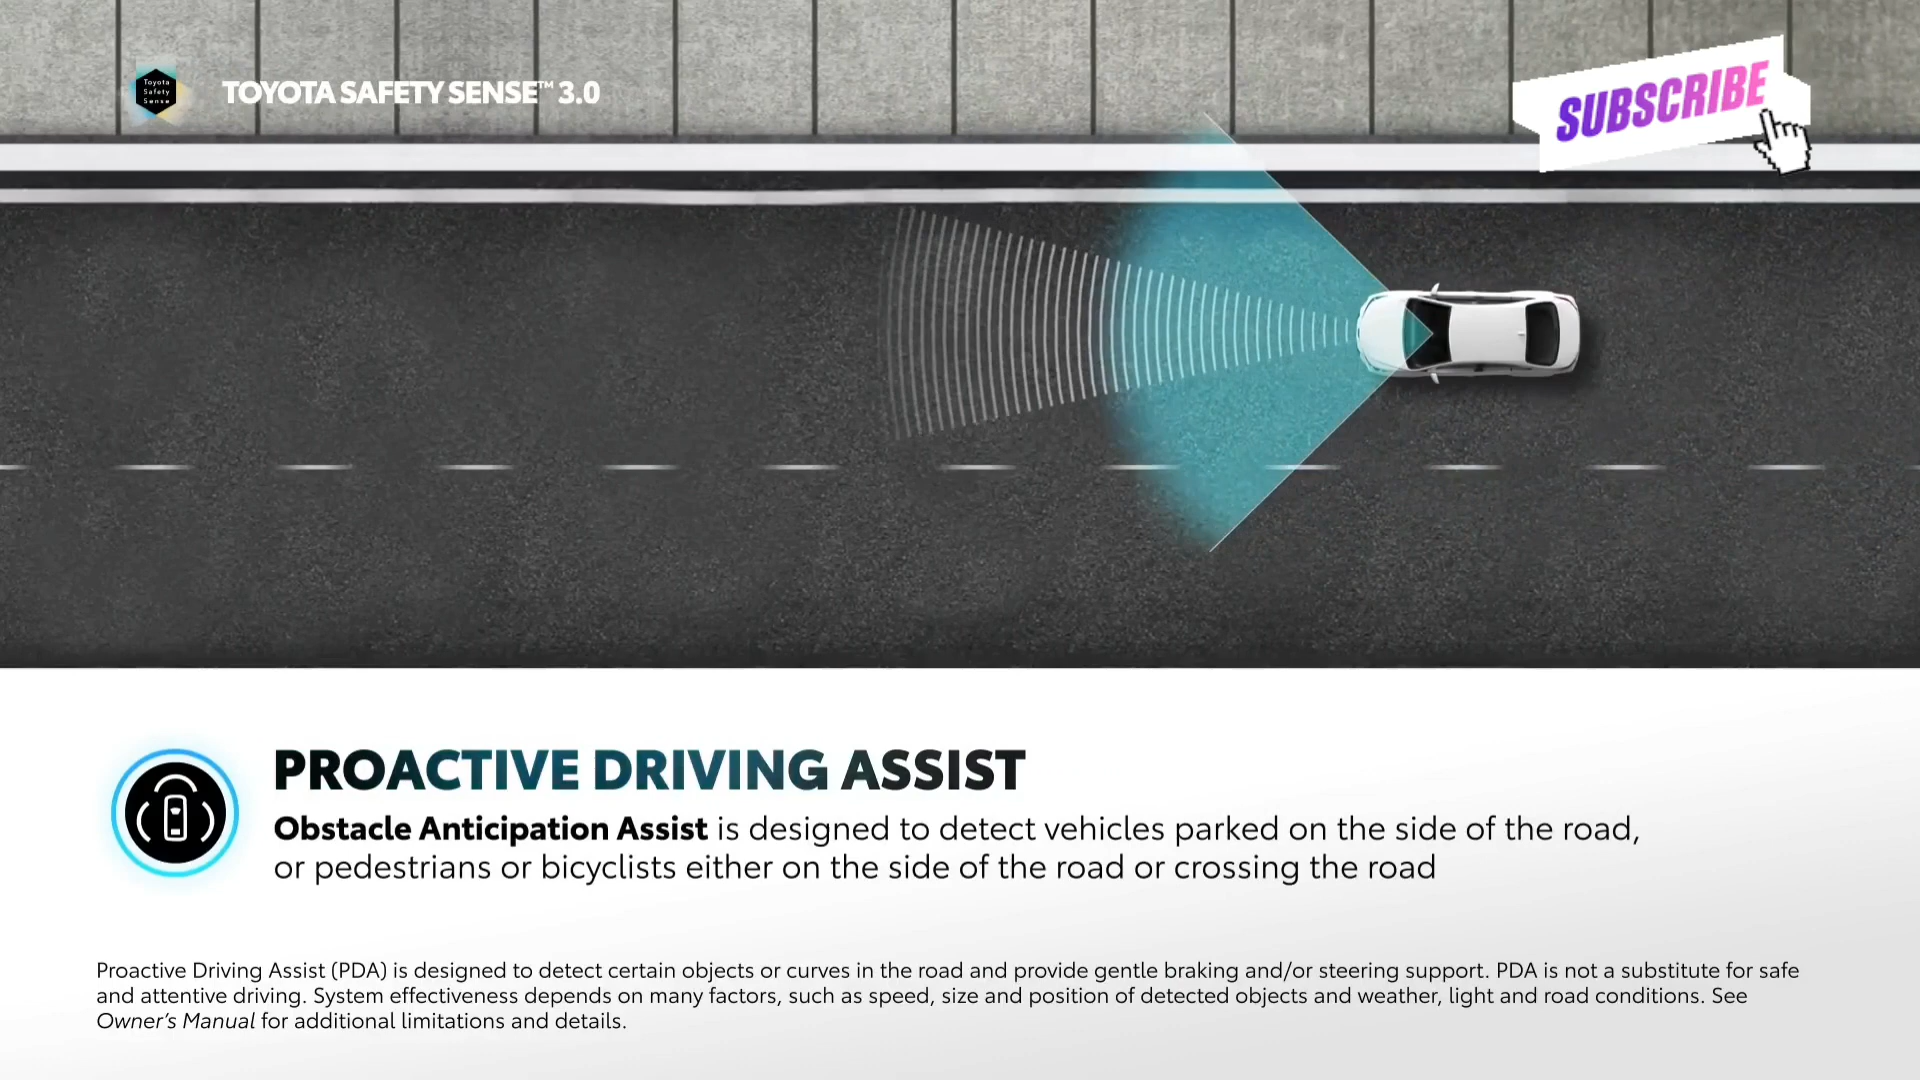 Toyota
Safety
Sense
TOYOTA SAFETY SENSE™ 3.0
SUBSCRIBE
PROACTIVE DRIVING ASSIST
Obstacle Anticipation Assist is designed to detect vehicles parked on the side of the road,
or pedestrians or bicyclists either on the side of the road or crossing the road
Proactive Driving Assist (PDA) is designed to detect certain objects or curves in the road and provide gentle braking and/or steering support. PDA is not a substitute for safe
and attentive driving. System effectiveness depends on many factors, such as speed, size and position of detected objects and weather, light and road conditions. See
Owner’s Manual for additional limitations and details.